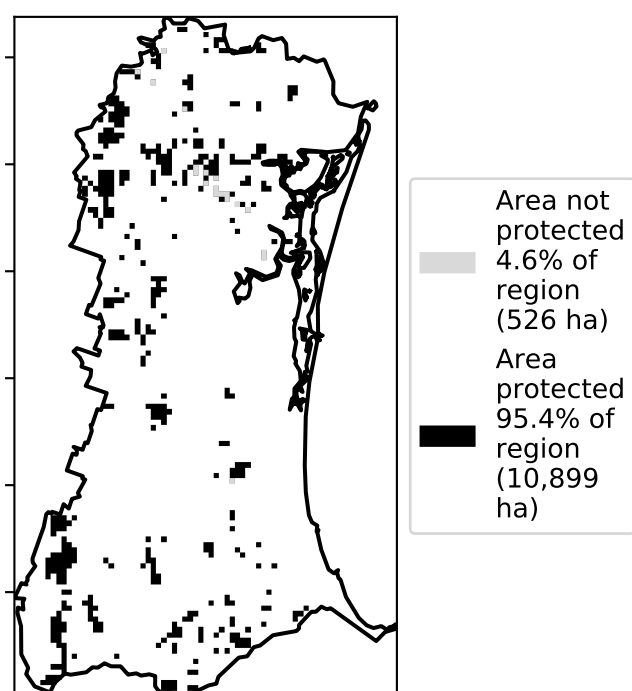 Area not
protected
4.6% of
region
(526 ha)
Area
protected
95.4% of
region
(10,899
ha)